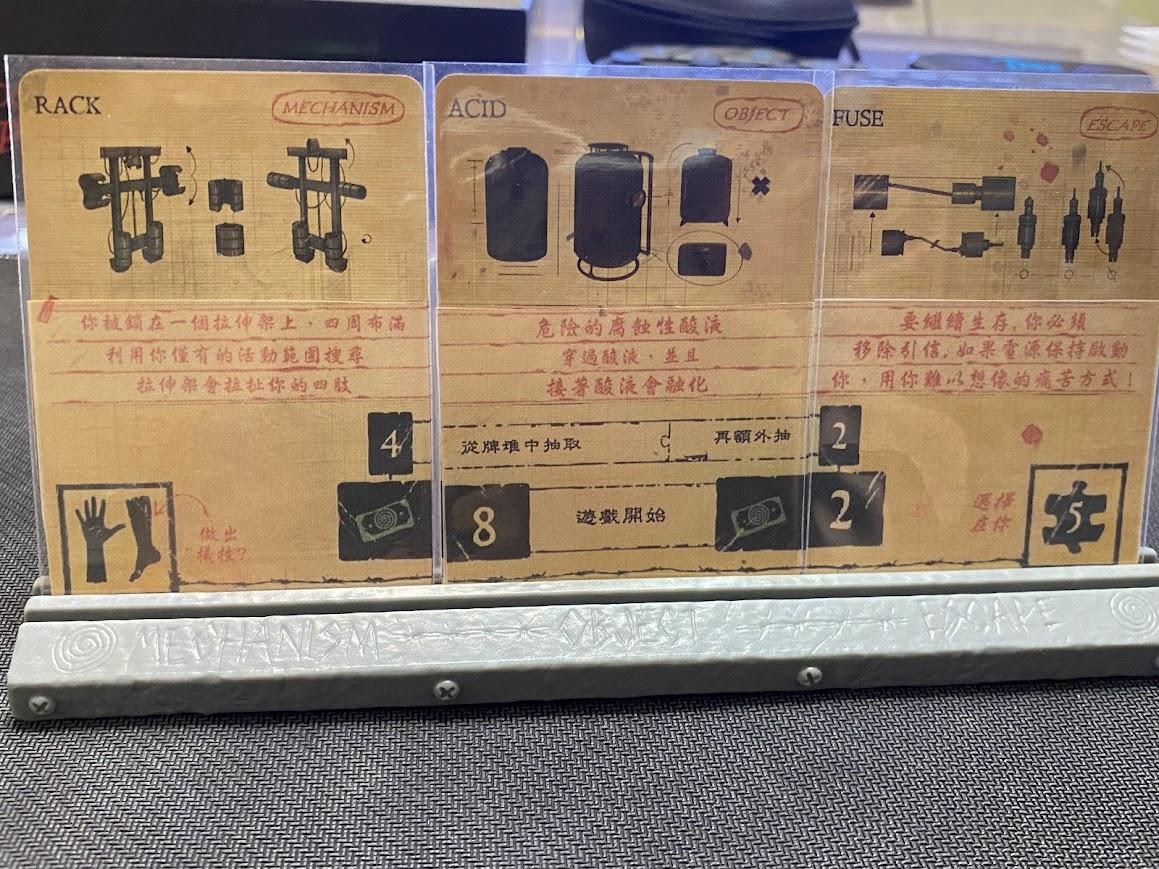 RACK
MECHANISM
你被鎖在一個拉伸架上，四周布滿
利用你僅有的活動範圍搜尋
拉伸架會拉扯你的四肢
做出
犧牲？
ACID
OBJECT
危險的腐蝕性酸液
穿過酸液，並且
接著酸液會融化
FUSE
ESCAPE
要繼續生存，你必須
移除引信，如果電源保持啟動
你，用你難以想像的痛苦方式！
4
從牌堆中抽取
再額外抽
2
8
遊戲開始
2
選擇
在你
5
MECHANISM
OBJECT
ESCAPE